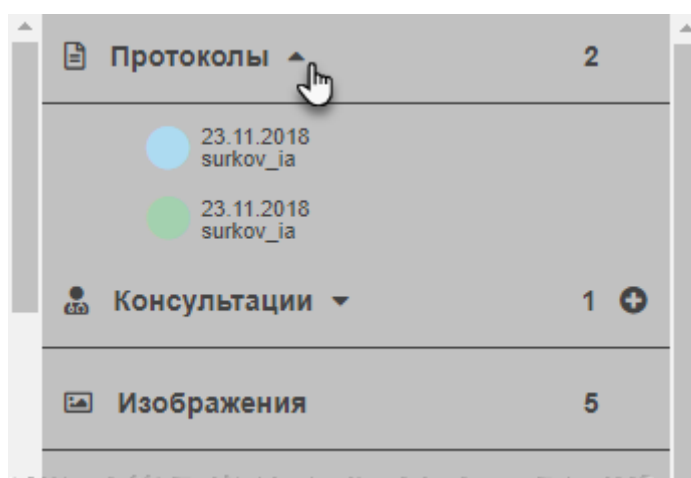 Протоколы 2
23.11.2018
surkov_ia
23.11.2018
surkov_ia
Консультации 1
Изображения 5